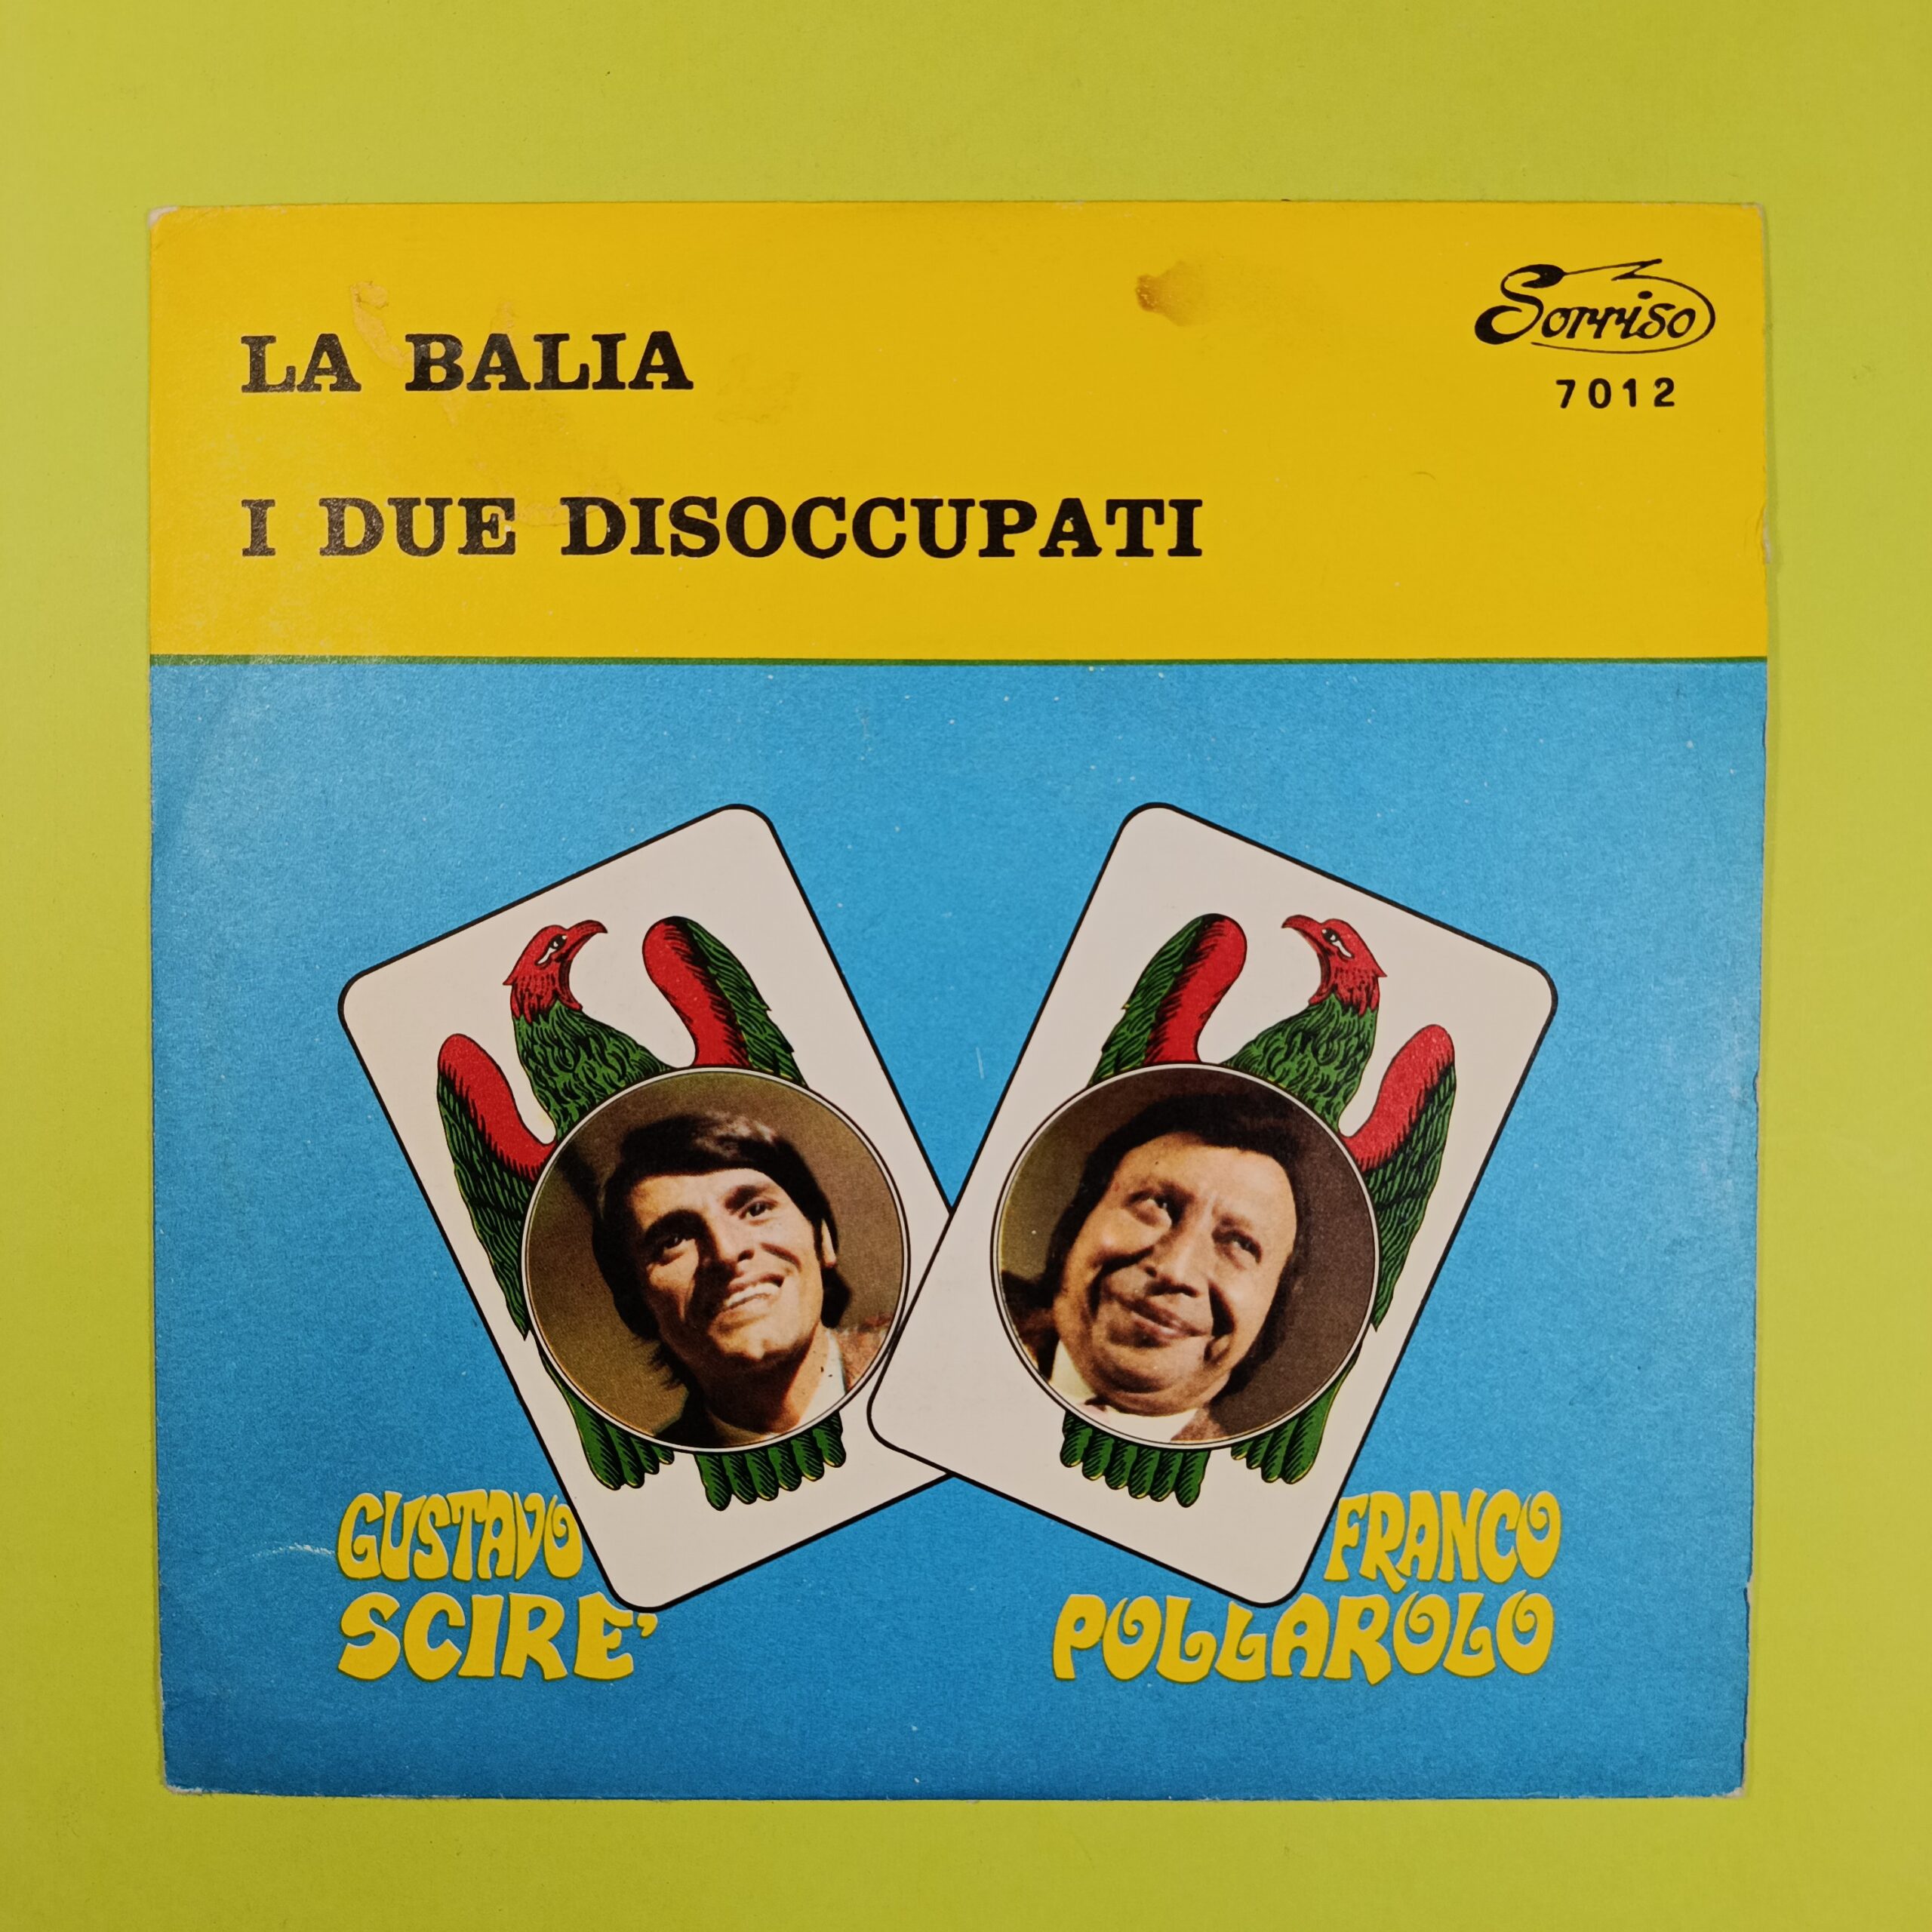 LA BALIA
I DUE DISOCCUPATI
Sorriso
7012
GUSTAVO
SCIRE'
FRANCO
POLLAROLO